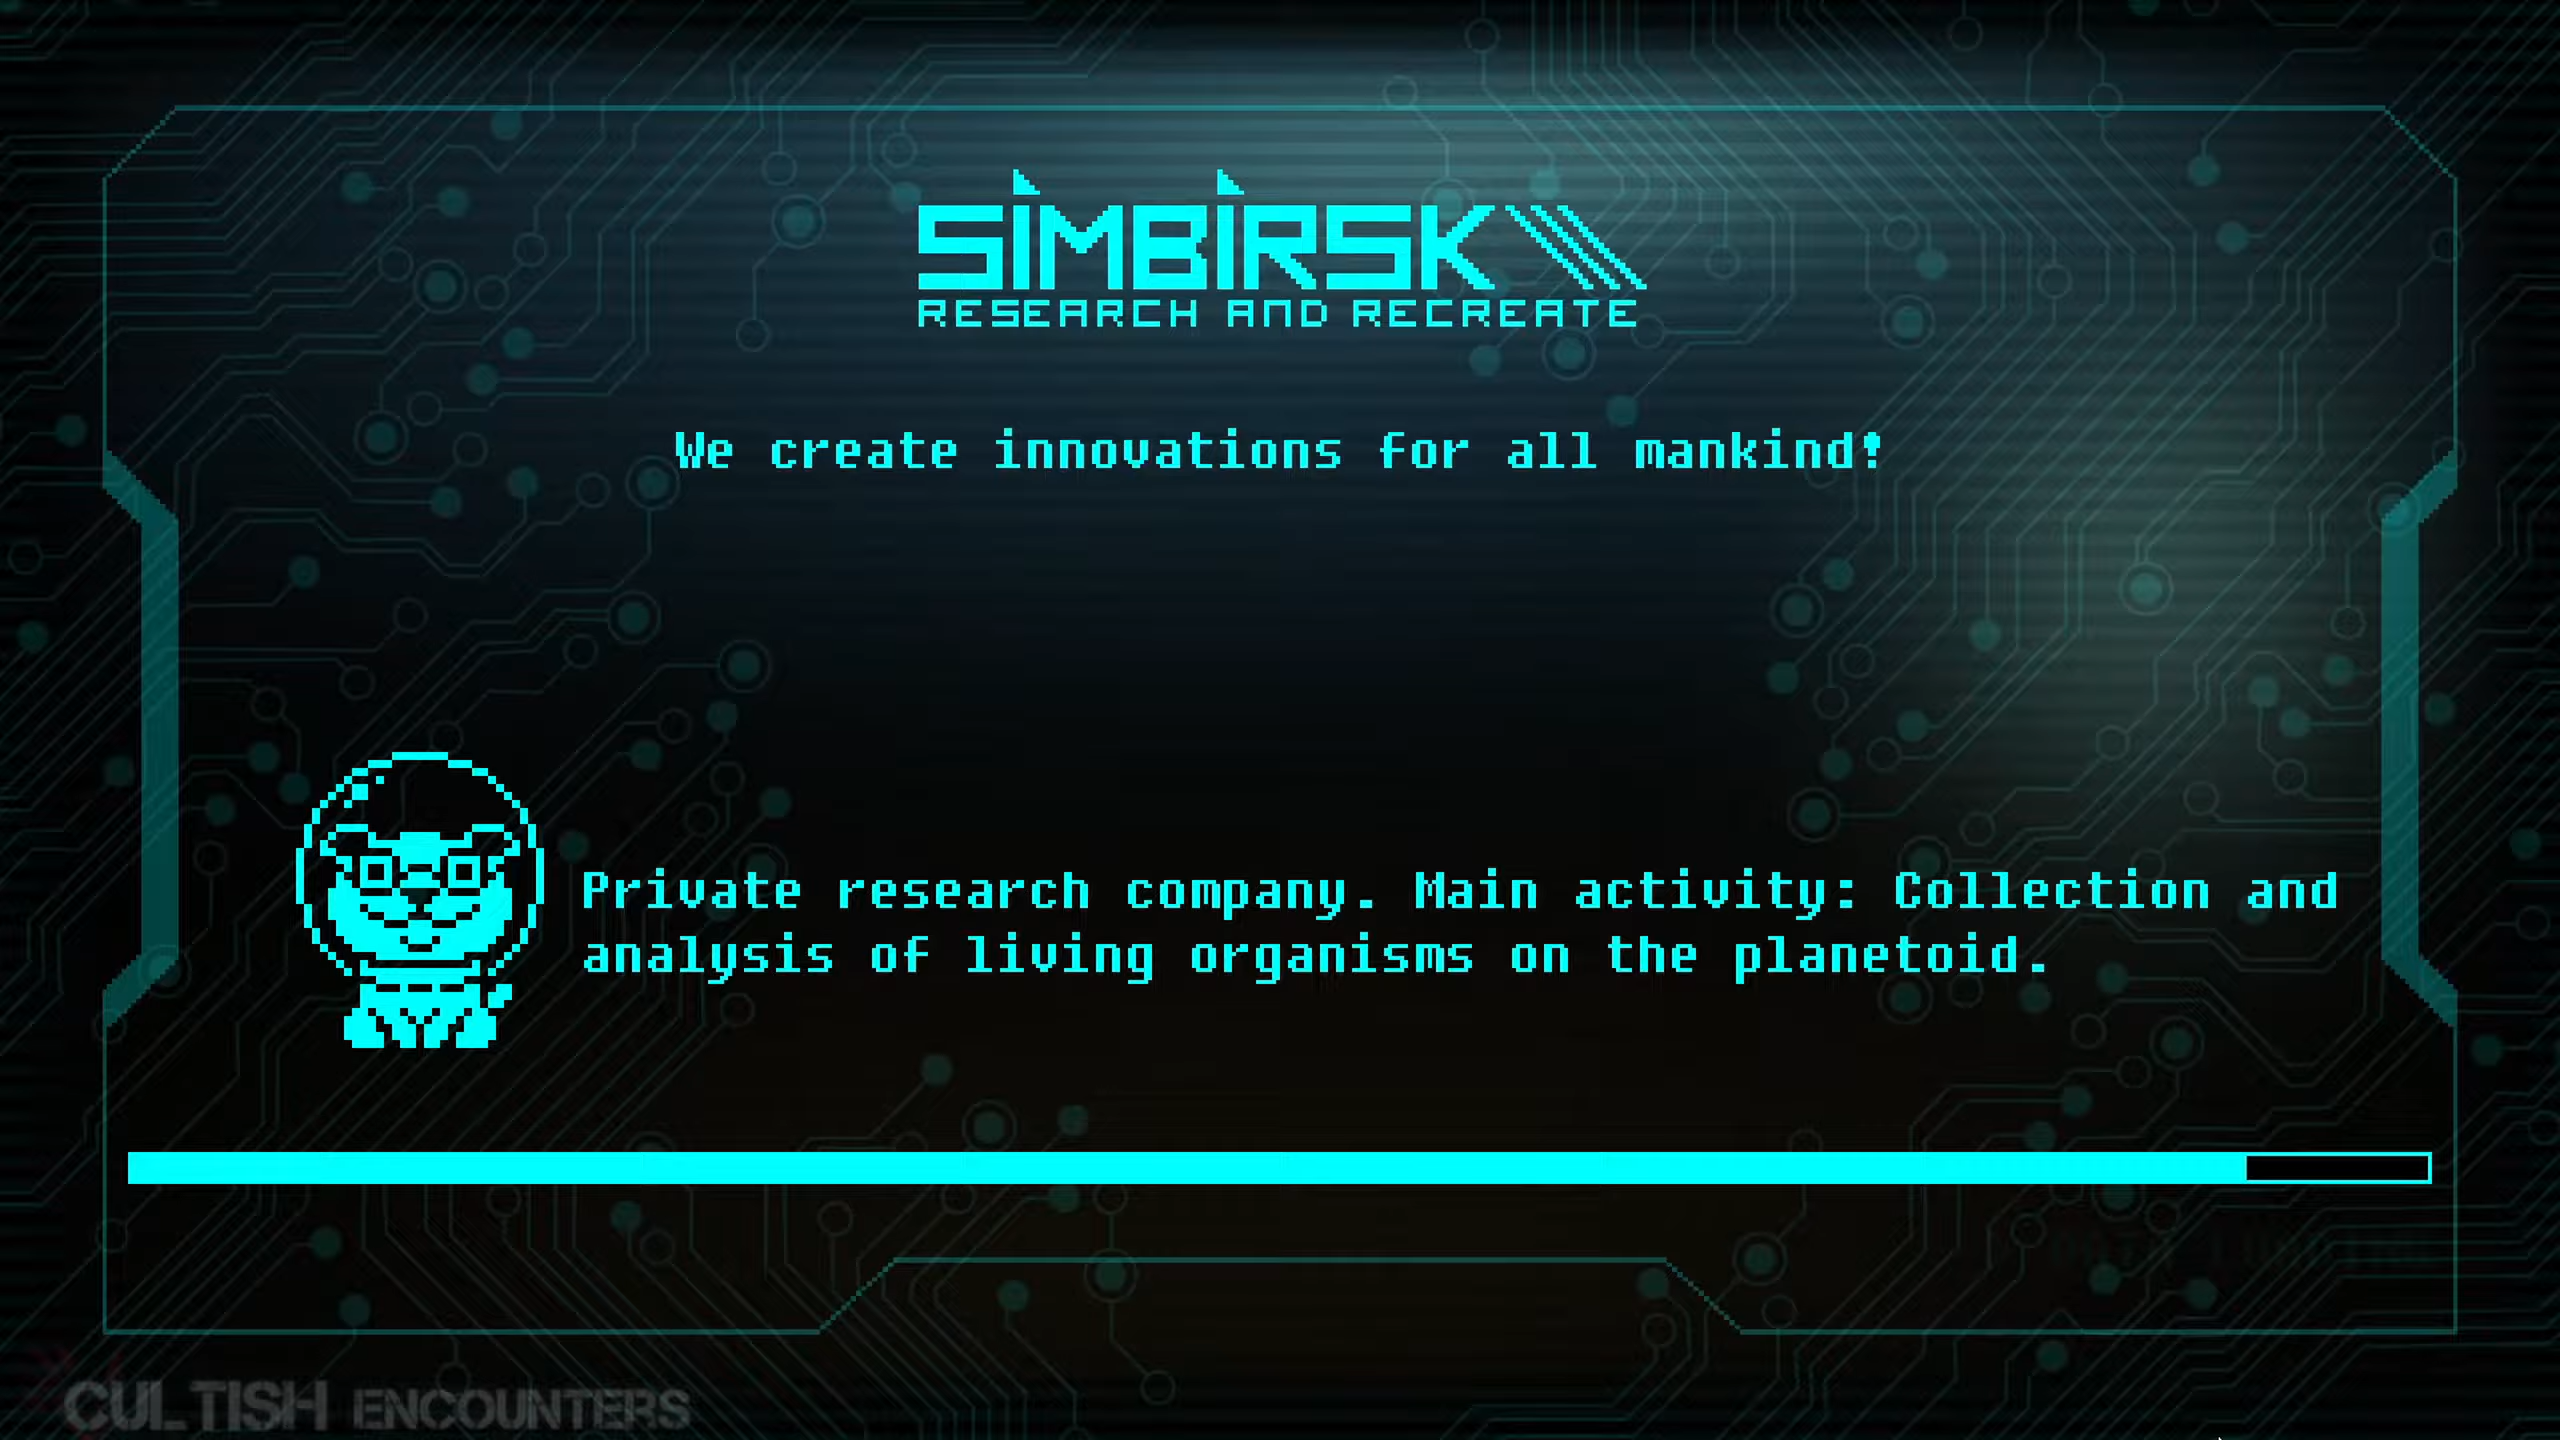 SIMBIRSK
RESEARCH AND RECREATE
We create innovations for all mankind!
Private research company. Main activity: Collection and
analysis of living organisms on the planetoid.
CULTISH ENCOUNTERS